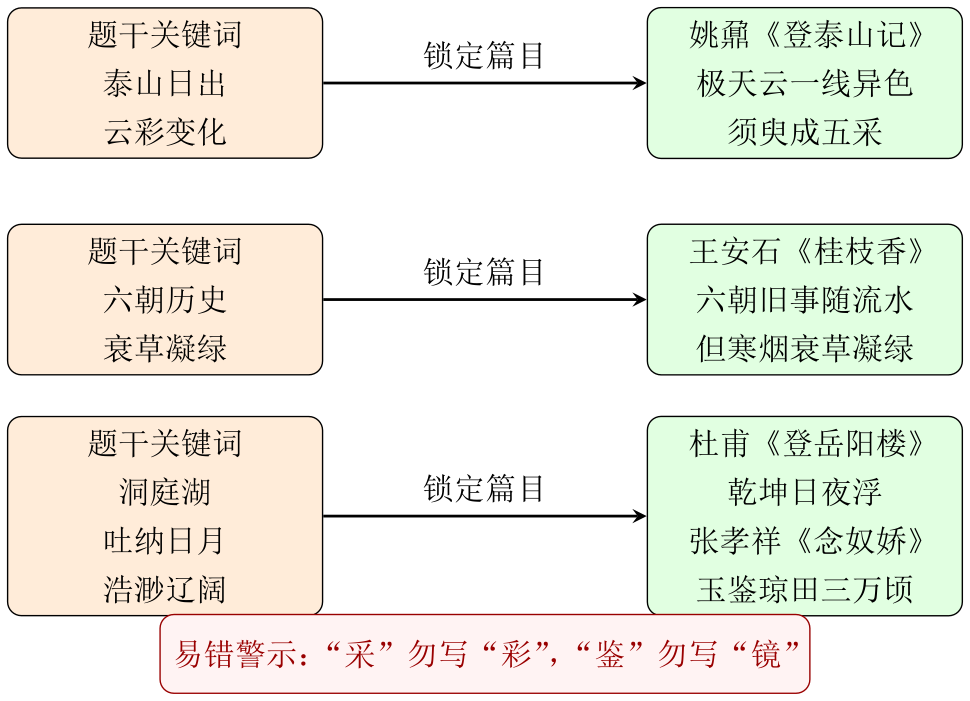 题干关键词
泰山日出
云彩变化
锁定篇目
姚鼐《登泰山记》
极天云一线异色
须臾成五采
题干关键词
六朝历史
衰草凝绿
锁定篇目
王安石《桂枝香》
六朝旧事随流水
但寒烟衰草凝绿
题干关键词
洞庭湖
吐纳日月
浩渺辽阔
锁定篇目
杜甫《登岳阳楼》
乾坤日夜浮
张孝祥《念奴娇》
玉鉴琼田三万顷
易错警示：“采”勿写“彩”，“鉴”勿写“镜”